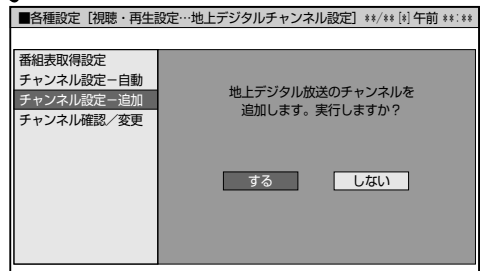 ■各種設定［視聴・再生設定…地上デジタルチャンネル設定］ **/** [*] 午前 **:**
番組表取得設定
チャンネル設定－自動
チャンネル設定－追加
チャンネル確認／変更
地上デジタル放送のチャンネルを
追加します。実行しますか？
する
しない